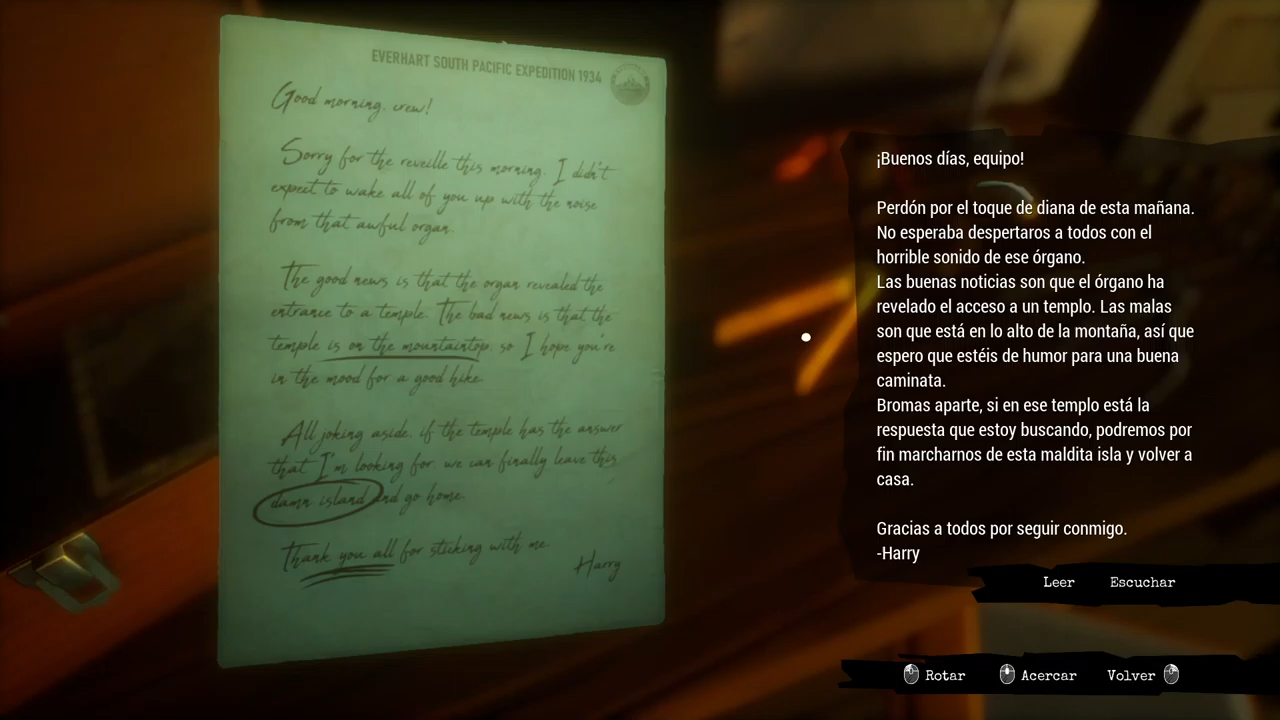 EVERHART SOUTH PACIFIC EXPEDITION 1934
Good morning, crew!
Sorry for the reveille this morning. I didn't
expect to wake all of you up with the noise
from that awful organ.
The good news is that the organ revealed the
entrance to a temple. The bad news is that the
temple is on the mountaintop, so I hope you're
in the mood for a good hike.
All joking aside, if the temple has the answer
that I'm looking for, we can finally leave this
damn island and go home.
Thank you all for sticking with me
Harry
¡Buenos días, equipo!
Perdón por el toque de diana de esta mañana.
No esperaba despertaros a todos con el
horrible sonido de ese órgano.
Las buenas noticias son que el órgano ha
revelado el acceso a un templo. Las malas
son que está en lo alto de la montaña, así que
espero que estéis de humor para una buena
caminata.
Bromas aparte, si en ese templo está la
respuesta que estoy buscando, podremos por
fin marcharnos de esta maldita isla y volver a
casa.
Gracias a todos por seguir conmigo.
-Harry
Leer Escuchar
Rotar Acercar Volver